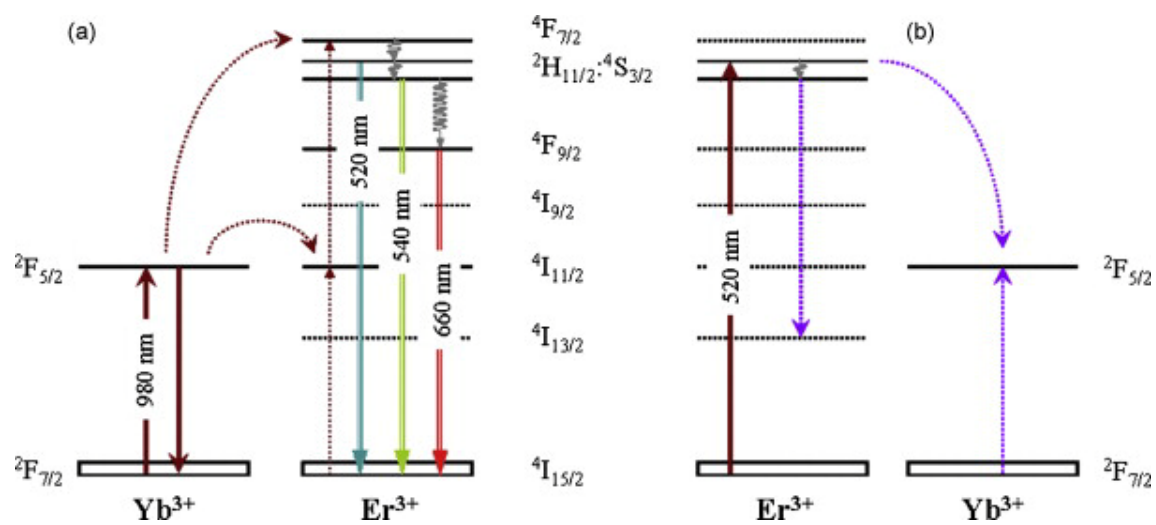 (a)
(b)
⁴F₇/₂
²H₁₁/₂:⁴S₃/₂
⁴F₉/₂
⁴I₉/₂
²F₅/₂
⁴I₁₁/₂
²F₅/₂
⁴I₁₃/₂
²F₇/₂
⁴I₁₅/₂
²F₇/₂
980 nm
520 nm
540 nm
660 nm
520 nm
Yb³⁺
Er³⁺
Er³⁺
Yb³⁺